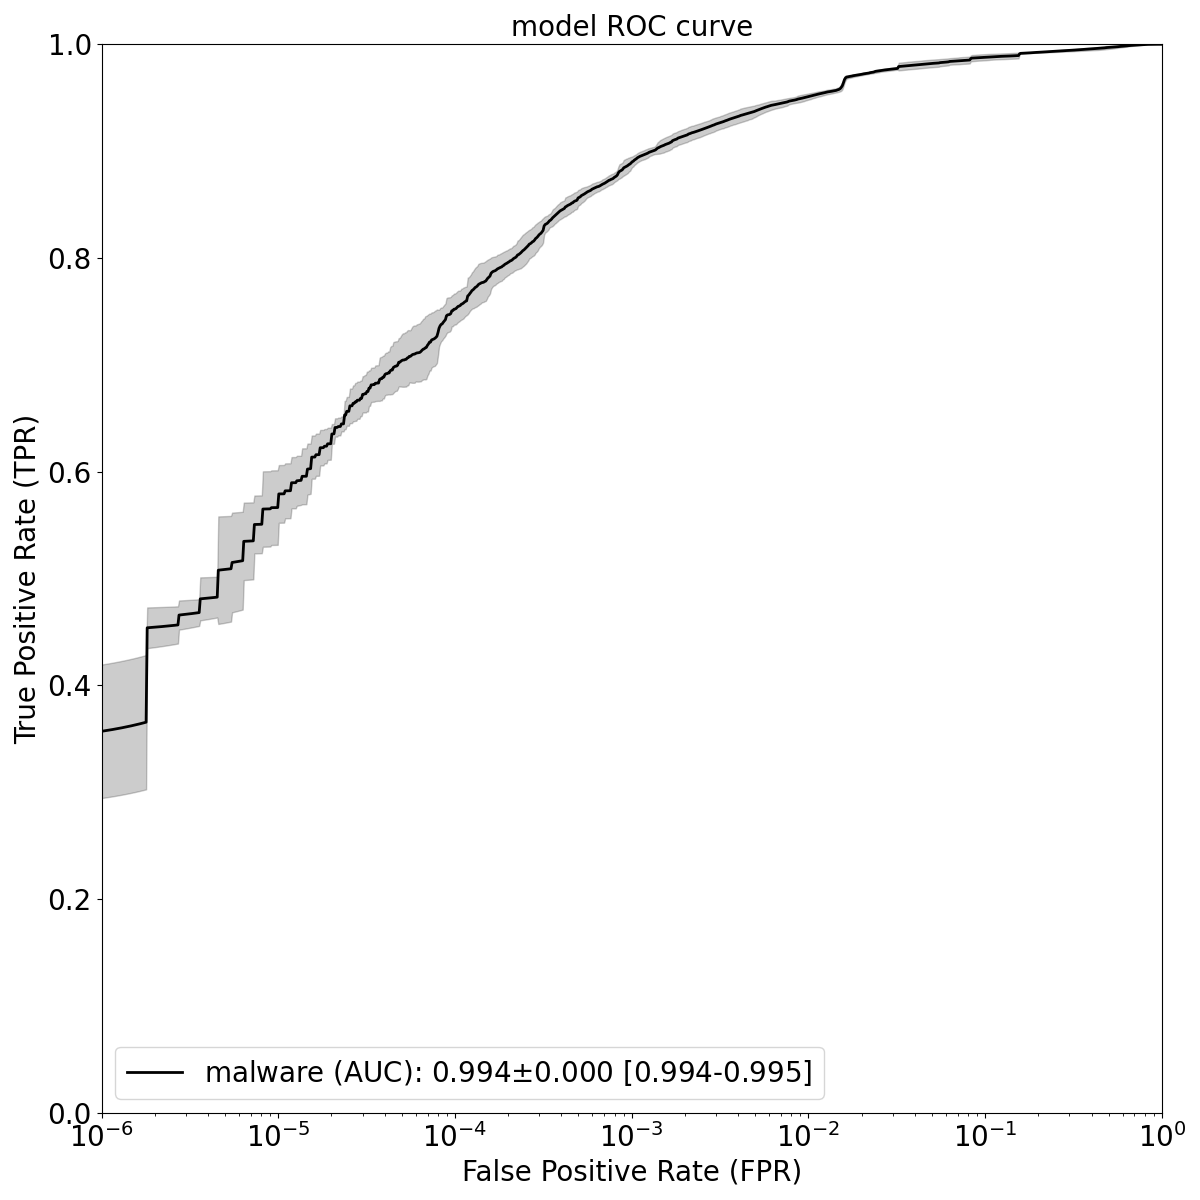 model ROC curve
1.0
0.8
0.6
0.4
0.2
0.0
True Positive Rate (TPR)
malware (AUC): 0.994±0.000 [0.994-0.995]
10⁻⁶ 10⁻⁵ 10⁻⁴ 10⁻³ 10⁻² 10⁻¹ 10⁰
False Positive Rate (FPR)